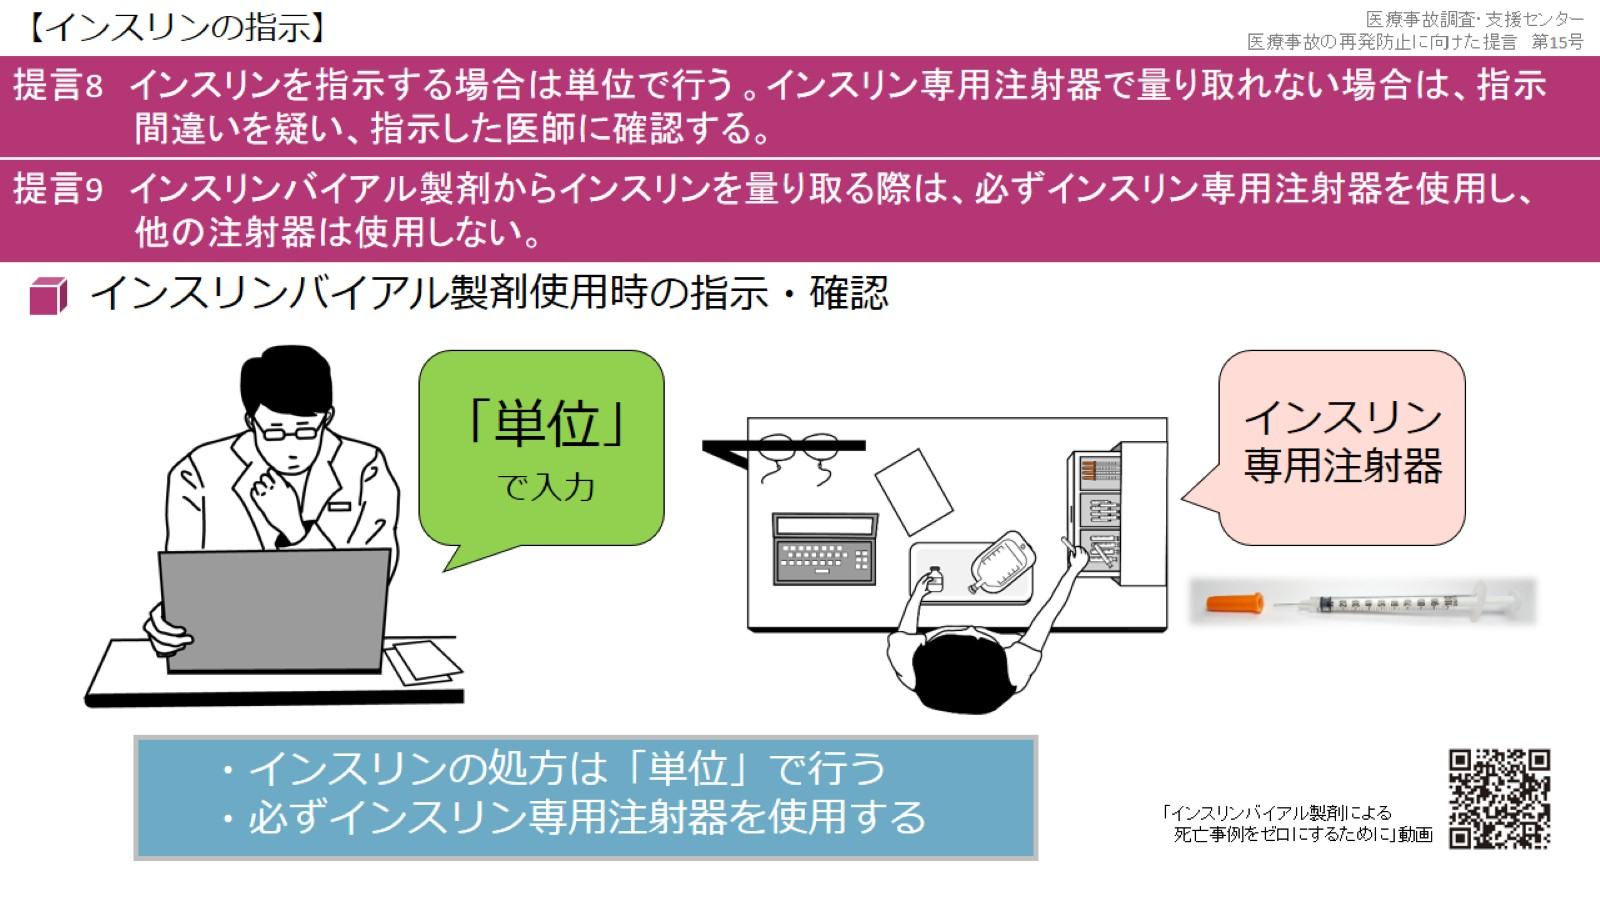 【インスリンの指示】
医療事故調査・支援センター
医療事故の再発防止に向けた提言　第15号
提言8　インスリンを指示する場合は単位で行う。インスリン専用注射器で量り取れない場合は、指示
間違いを疑い、指示した医師に確認する。
提言9　インスリンバイアル製剤からインスリンを量り取る際は、必ずインスリン専用注射器を使用し、
他の注射器は使用しない。
インスリンバイアル製剤使用時の指示・確認
「単位」
で入力
インスリン
専用注射器
・インスリンの処方は「単位」で行う
・必ずインスリン専用注射器を使用する
「インスリンバイアル製剤による
死亡事例をゼロにするために」動画